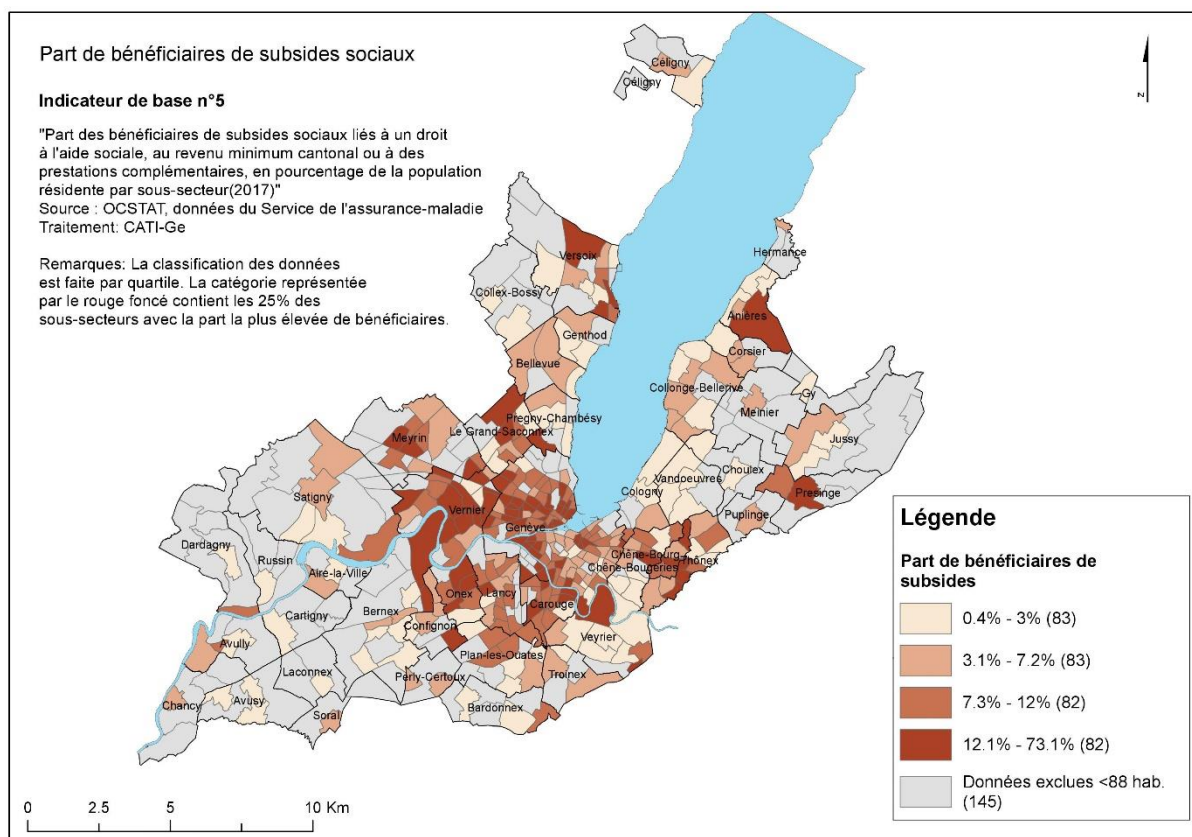 Part de bénéficiaires de subsides sociaux
Indicateur de base n°5
"Part des bénéficiaires de subsides sociaux liés à un droit
à l'aide sociale, au revenu minimum cantonal ou à des
prestations complémentaires, en pourcentage de la population
résidente par sous-secteur(2017)"
Source : OCSTAT, données du Service de l'assurance-maladie
Traitement: CATI-Ge
Remarques: La classification des données
est faite par quartile. La catégorie représentée
par le rouge foncé contient les 25% des
sous-secteurs avec la part la plus élevée de bénéficiaires.
Céligny
Céligny
z
Hermance
Versoix
Collex-Bossy
Anières
Genthod
Corsier
Bellevue
Collonge-Bellerive
Gy
Meinier
Pregny-Chambésy
Le Grand-Saconnex
Meyrin
Jussy
Choulex
Vandoeuvres
Cologny
Presinge
Satigny
Vernier
Genève
Puplinge
Dardagny
Russin
Chêne-Bourg
Thônex
Chêne-Bougeries
Aire-la-Ville
Onex
Lancy
Carouge
Cartigny
Bernex
Confignon
Veyrier
Avully
Plan-les-Ouates
Laconnex
Perly-Certoux
Troinex
Chancy
Avusy
Soral
Bardonnex
Légende
Part de bénéficiaires de
subsides
0.4% - 3% (83)
3.1% - 7.2% (83)
7.3% - 12% (82)
12.1% - 73.1% (82)
Données exclues <88 hab.
(145)
0 2.5 5 10 Km